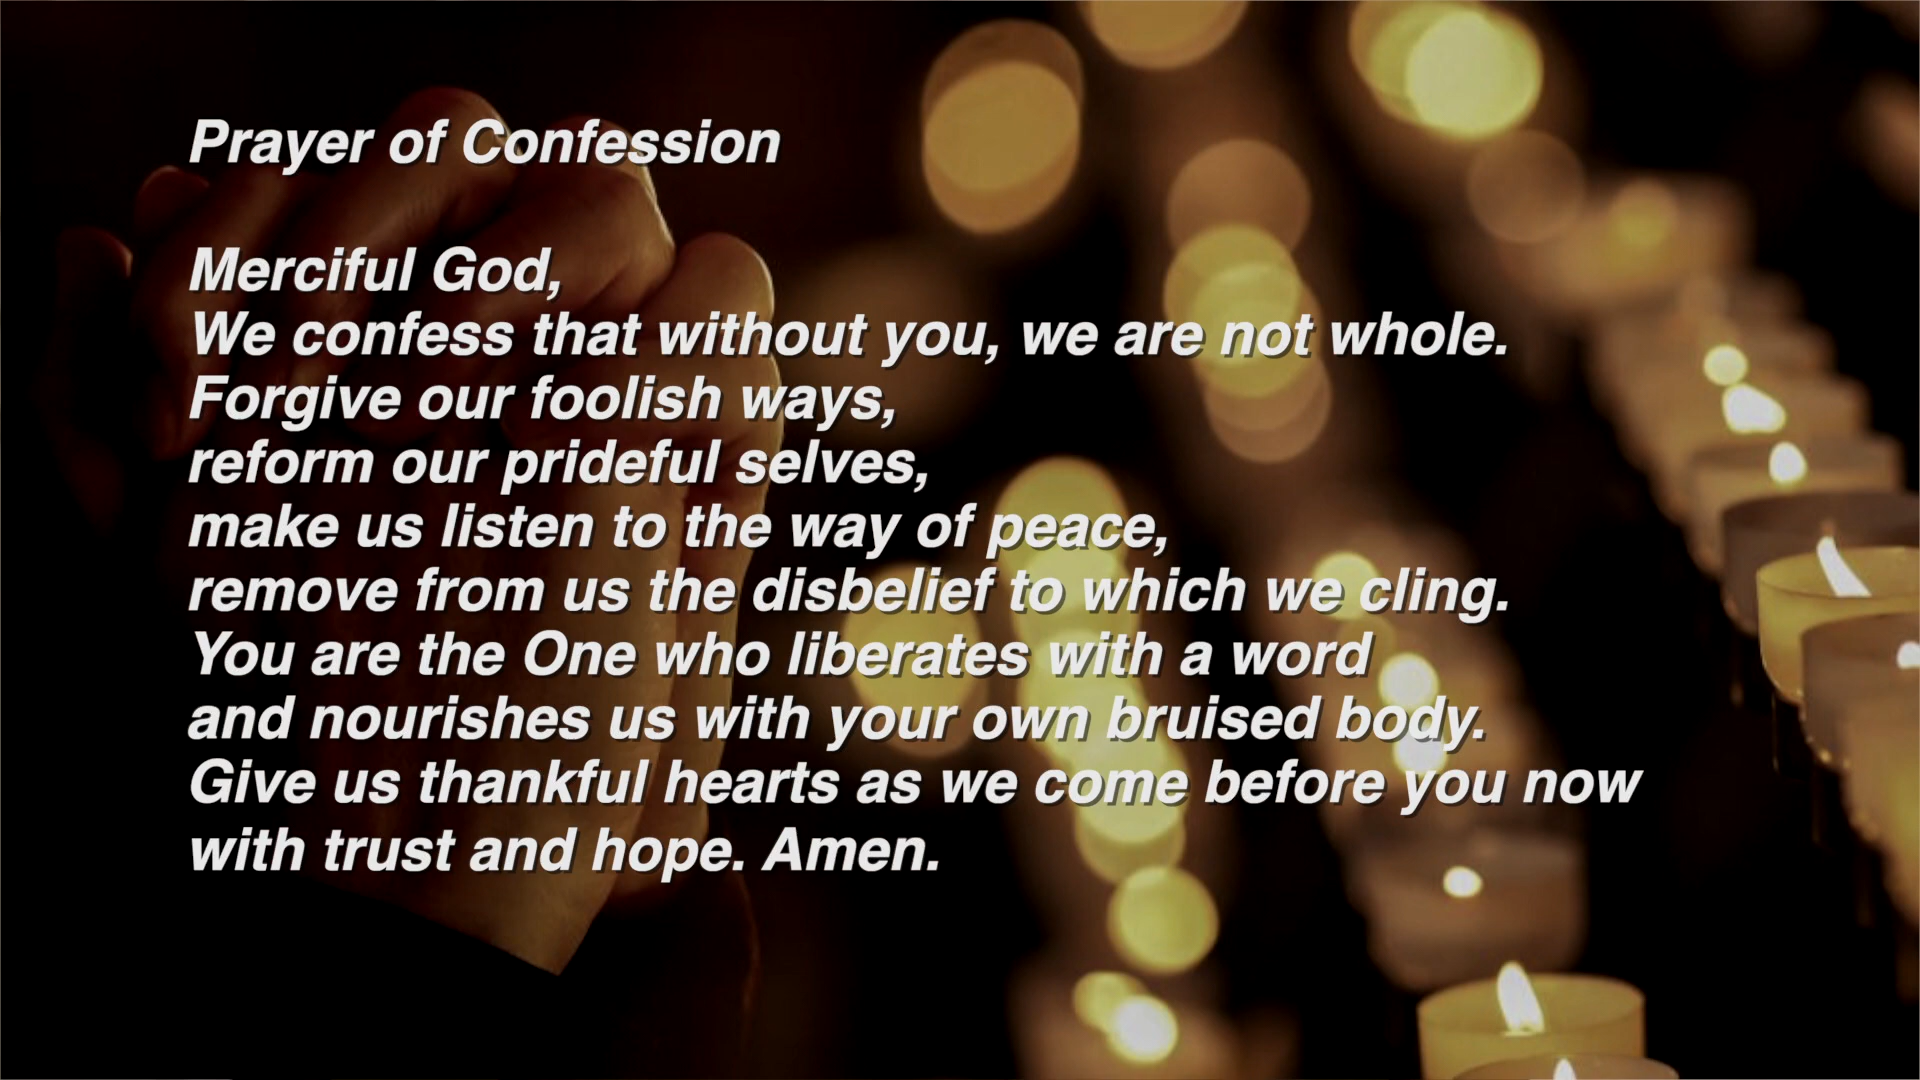 Prayer of Confession
Merciful God,
We confess that without you, we are not whole.
Forgive our foolish ways,
reform our prideful selves,
make us listen to the way of peace,
remove from us the disbelief to which we cling.
You are the One who liberates with a word
and nourishes us with your own bruised body.
Give us thankful hearts as we come before you now
with trust and hope. Amen.